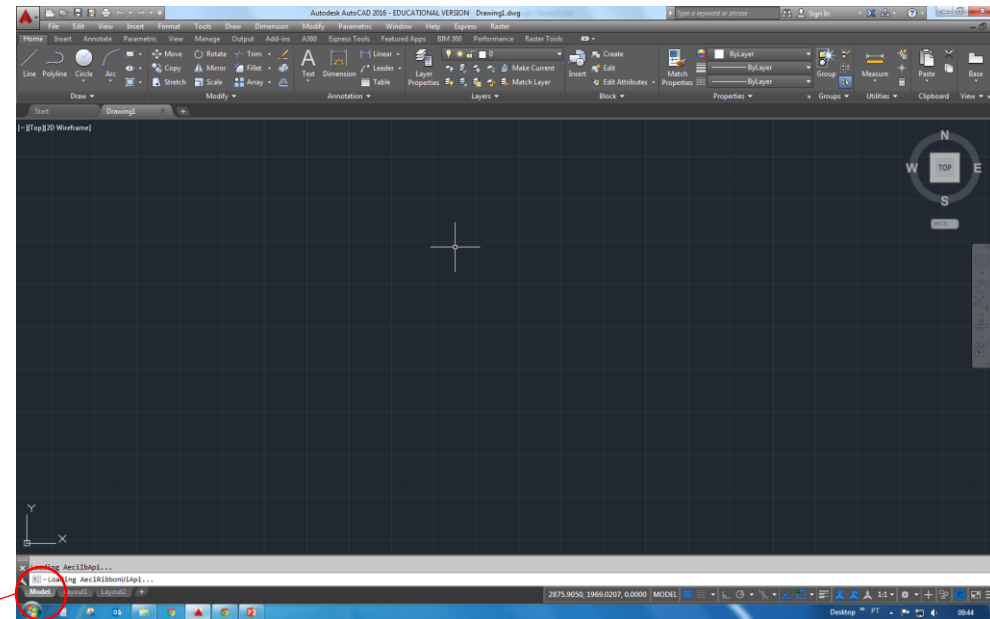 Autodesk AutoCAD 2016 - EDUCATIONAL VERSION Drawing1.dwg Type a keyword or phrase Sign In
File Edit View Insert Format Tools Draw Dimension Modify Parametric Window Help Express Raster
Home Insert Annotate Parametric View Manage Output Add-ins A360 Express Tools Featured Apps BIM 360 Performance Raster Tools
Move Rotate Trim Linear 0 Create ByLayer
Copy Mirror Fillet Leader Make Current Edit ByLayer
Line Polyline Circle Arc Text Dimension Layer Insert Match Group Measure Paste Base
Stretch Scale Array Table Properties Match Layer Edit Attributes Properties ByLayer
Draw Modify Annotation Layers Block Properties Groups Utilities Clipboard View
Start Drawing1
[-][Top][2D Wireframe]
N
W TOP E
S
WCS
Y
X
Loading AeciIbApi...
Loading AeciRibbonUiApi...
Model Layout1 Layout2 2875.9050, 1969.0207, 0.0000 MODEL 1:1
Desktop PT 09:44